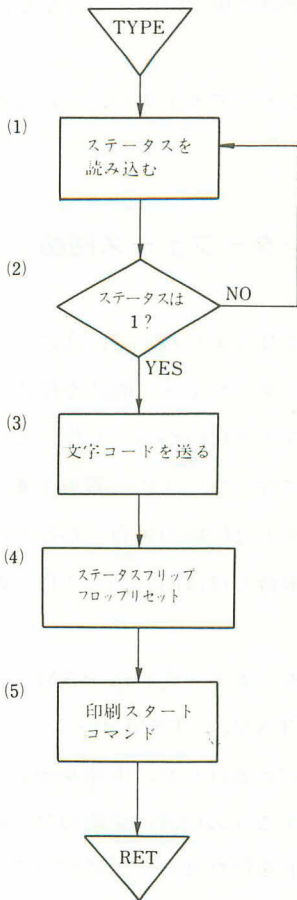 TYPE
(1)
ステータスを
読み込む
(2)
ステータスは
1?
NO
YES
(3)
文字コードを送る
(4)
ステータスフリップ
フロップリセット
(5)
印刷スタート
コマンド
RET